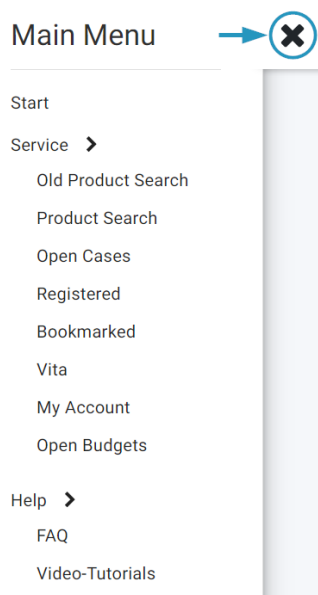 Main Menu
Start
Service
Old Product Search
Product Search
Open Cases
Registered
Bookmarked
Vita
My Account
Open Budgets
Help
FAQ
Video-Tutorials